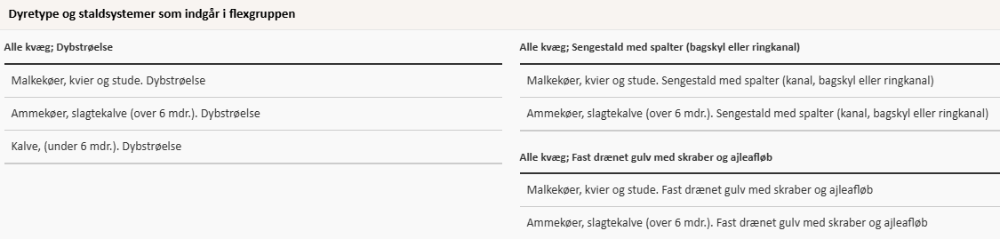 Dyretype og staldsystemer som indgår i flexgruppen
Alle kvæg; Dybstrøelse
Malkekøer, kvier og stude. Dybstrøelse
Ammekøer, slagtekalve (over 6 mdr.). Dybstrøelse
Kalve, (under 6 mdr.). Dybstrøelse
Alle kvæg; Sengestald med spalter (bagskyl eller ringkanal)
Malkekøer, kvier og stude. Sengestald med spalter (kanal, bagskyl eller ringkanal)
Ammekøer, slagtekalve (over 6 mdr.). Sengestald med spalter (kanal, bagskyl eller ringkanal)
Alle kvæg; Fast drænet gulv med skraber og ajleafløb
Malkekøer, kvier og stude. Fast drænet gulv med skraber og ajleafløb
Ammekøer, slagtekalve (over 6 mdr.). Fast drænet gulv med skraber og ajleafløb